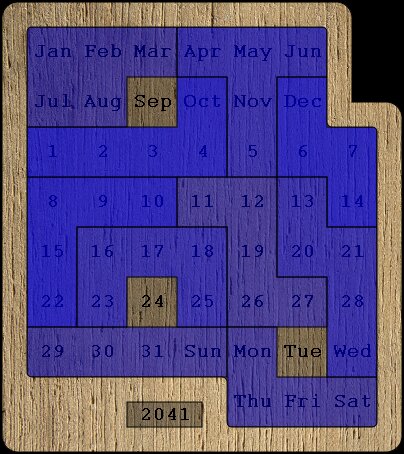 Jan Feb Mar Apr May Jun
Jul Aug Sep Oct Nov Dec
1 2 3 4 5 6 7
8 9 10 11 12 13 14
15 16 17 18 19 20 21
22 23 24 25 26 27 28
29 30 31 Sun Mon Tue Wed
Thu Fri Sat
2041